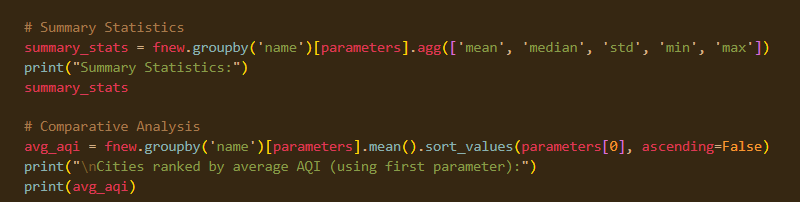 # Summary Statistics
summary_stats = fnew.groupby('name')[parameters].agg(['mean', 'median', 'std', 'min', 'max'])
print("Summary Statistics:")
summary_stats
# Comparative Analysis
avg_aqi = fnew.groupby('name')[parameters].mean().sort_values(parameters[0], ascending=False)
print("\nCities ranked by average AQI (using first parameter):")
print(avg_aqi)